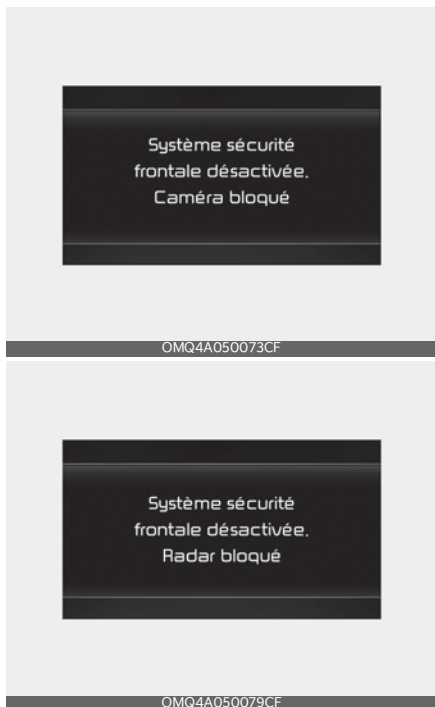 Système sécurité
frontale désactivée.
Caméra bloqué
OMQ4A050073CF
Système sécurité
frontale désactivée.
Radar bloqué
OMQ4A050079CF